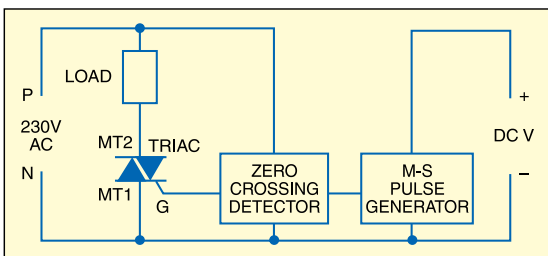 LOAD
P
230V
AC
N
MT2
TRIAC
MT1
G
ZERO
CROSSING
DETECTOR
M-S
PULSE
GENERATOR
+
DC V
–